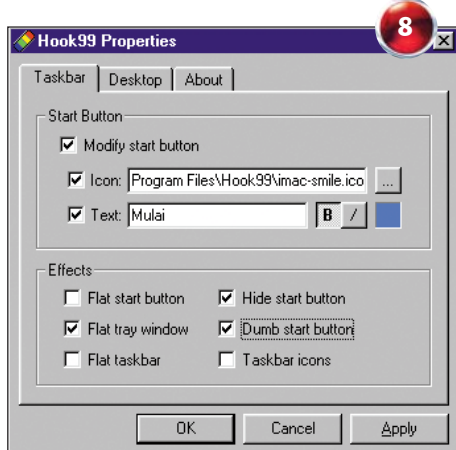 8
Hook99 Properties
Taskbar Desktop About
Start Button
Modify start button
Icon: Program Files\Hook99\imac-smile.ico ...
Text: Mulai B /
Effects
Flat start button Hide start button
Flat tray window Dumb start button
Flat taskbar Taskbar icons
OK Cancel Apply